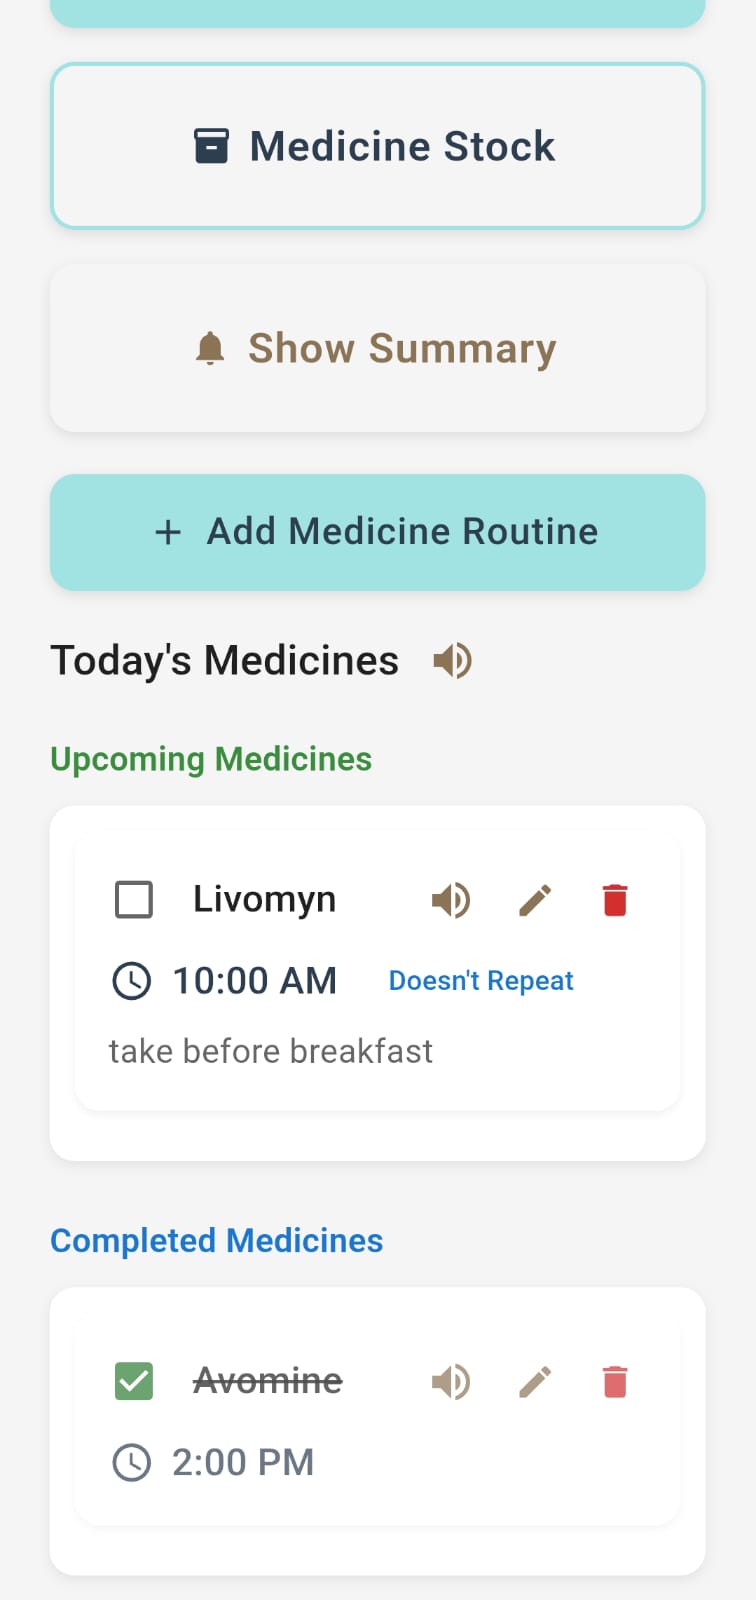 Medicine Stock
Show Summary
+ Add Medicine Routine
Today's Medicines
Upcoming Medicines
Livomyn
10:00 AM Doesn't Repeat
take before breakfast
Completed Medicines
Avomine
2:00 PM